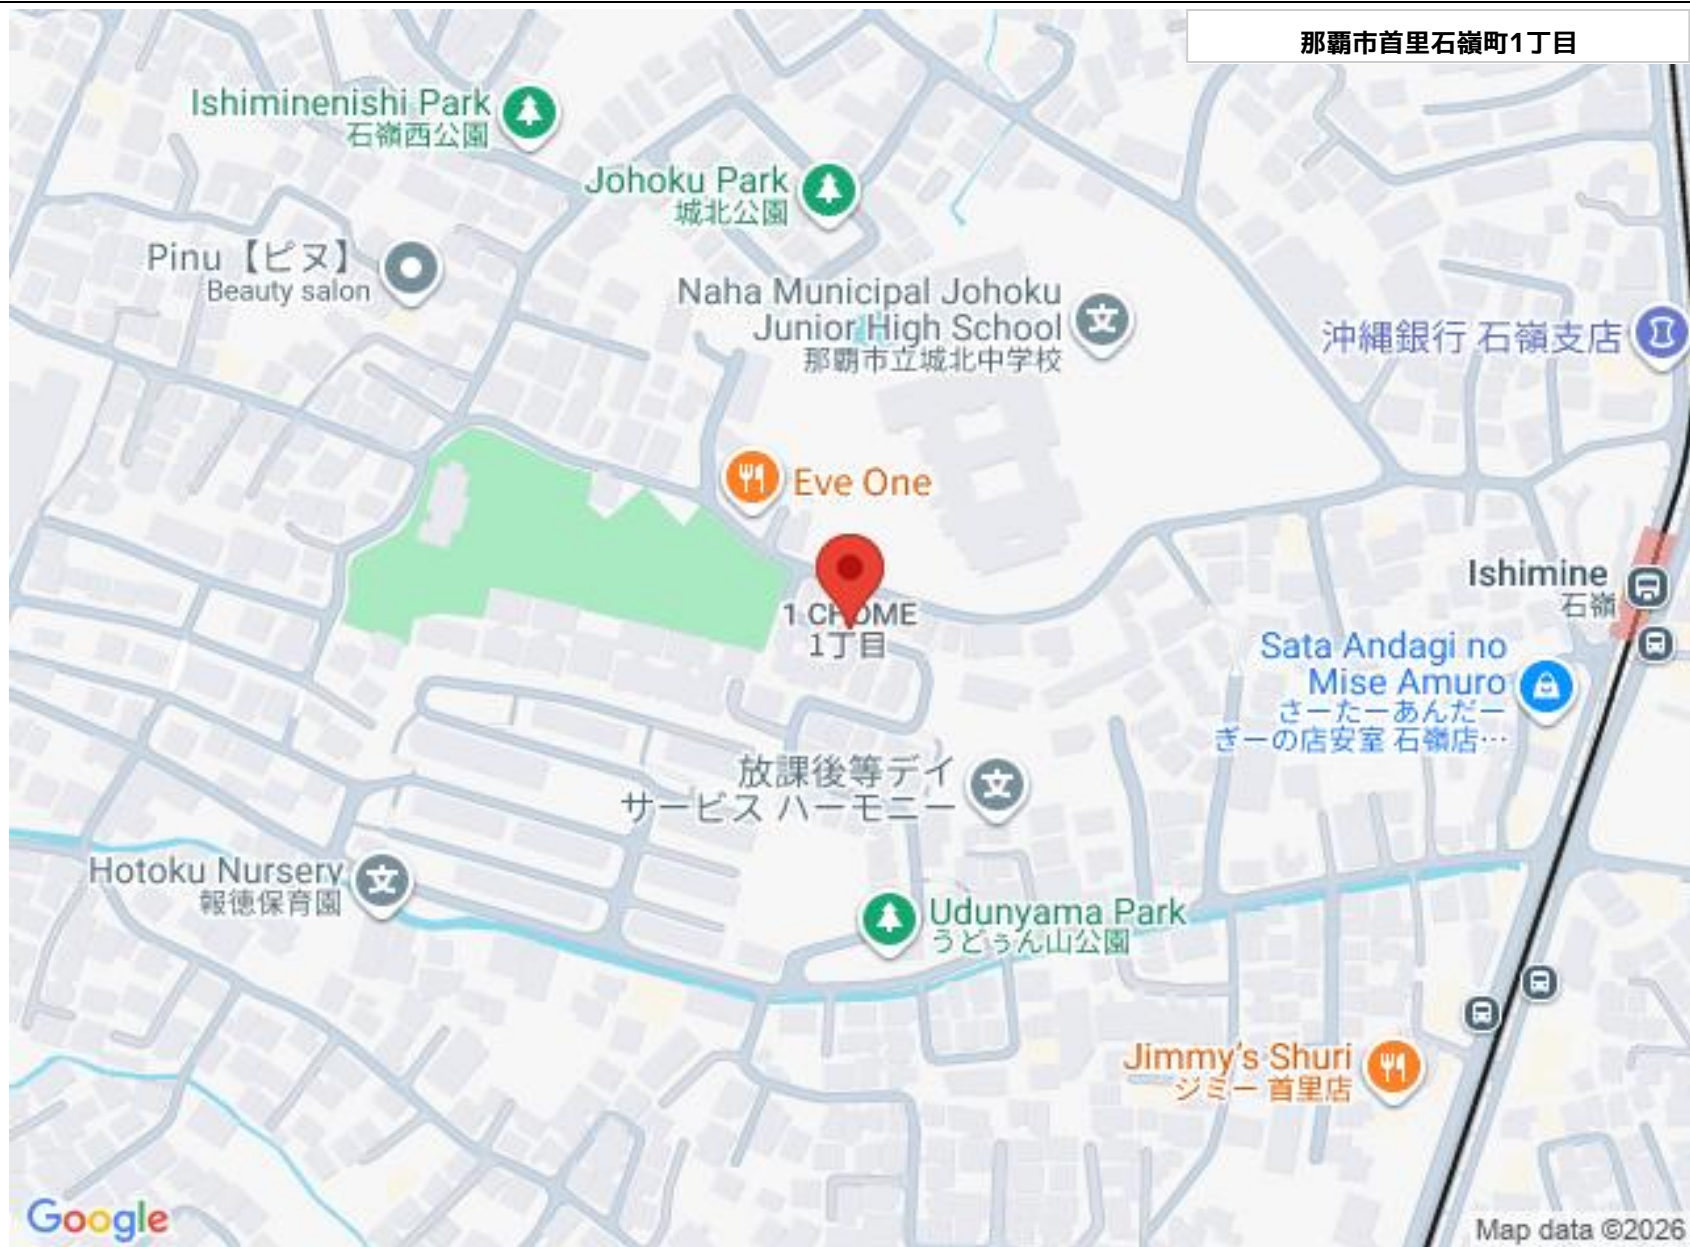 那覇市首里石嶺町1丁目
Ishiminenishi Park
石嶺西公園
Johoku Park
城北公園
Pinu【ピヌ】
Beauty salon
Naha Municipal Johoku
Junior High School
那覇市立城北中学校
沖縄銀行 石嶺支店
Eve One
1 CHOME
1丁目
Ishimine
石嶺
Sata Andagi no
Mise Amuro
さーたーあんだー
ぎーの店安室 石嶺店…
放課後等デイ
サービス ハーモニー
Hotoku Nursery
報徳保育園
Udunyama Park
うどぅん山公園
Jimmy's Shuri
ジミー 首里店
Google
Map data ©2026